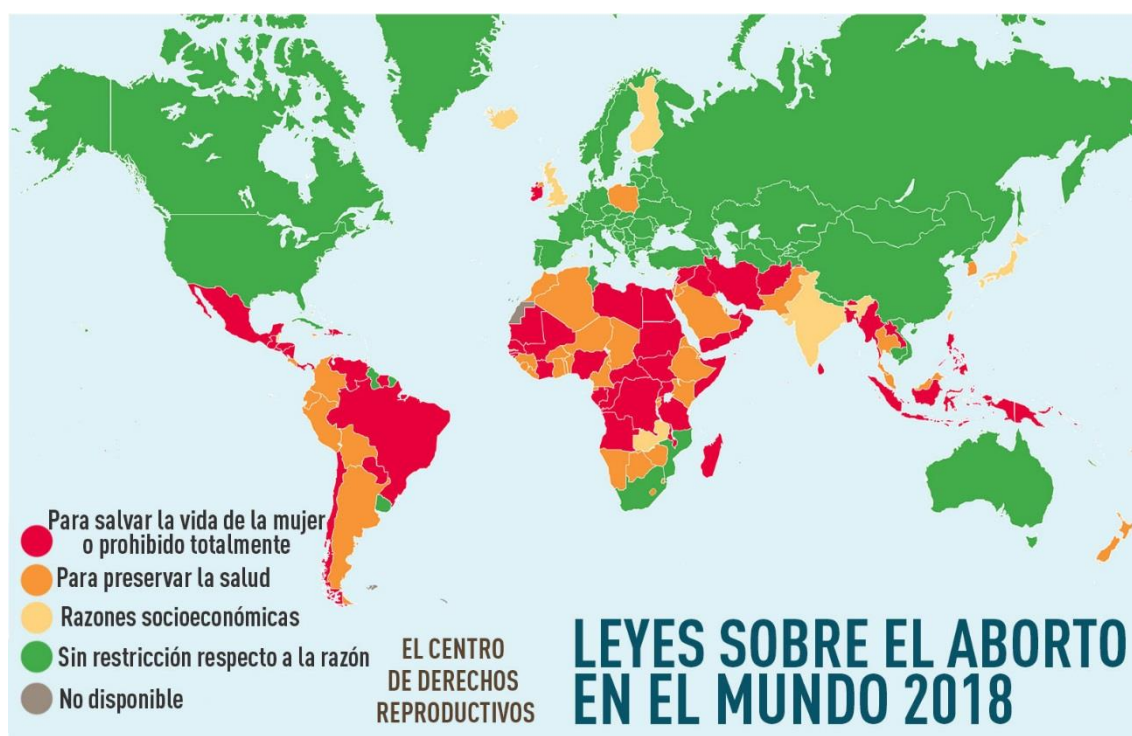 Para salvar la vida de la mujer
o prohibido totalmente
Para preservar la salud
Razones socioeconómicas
Sin restricción respecto a la razón
No disponible
EL CENTRO
DE DERECHOS
REPRODUCTIVOS
LEYES SOBRE EL ABORTO
EN EL MUNDO 2018